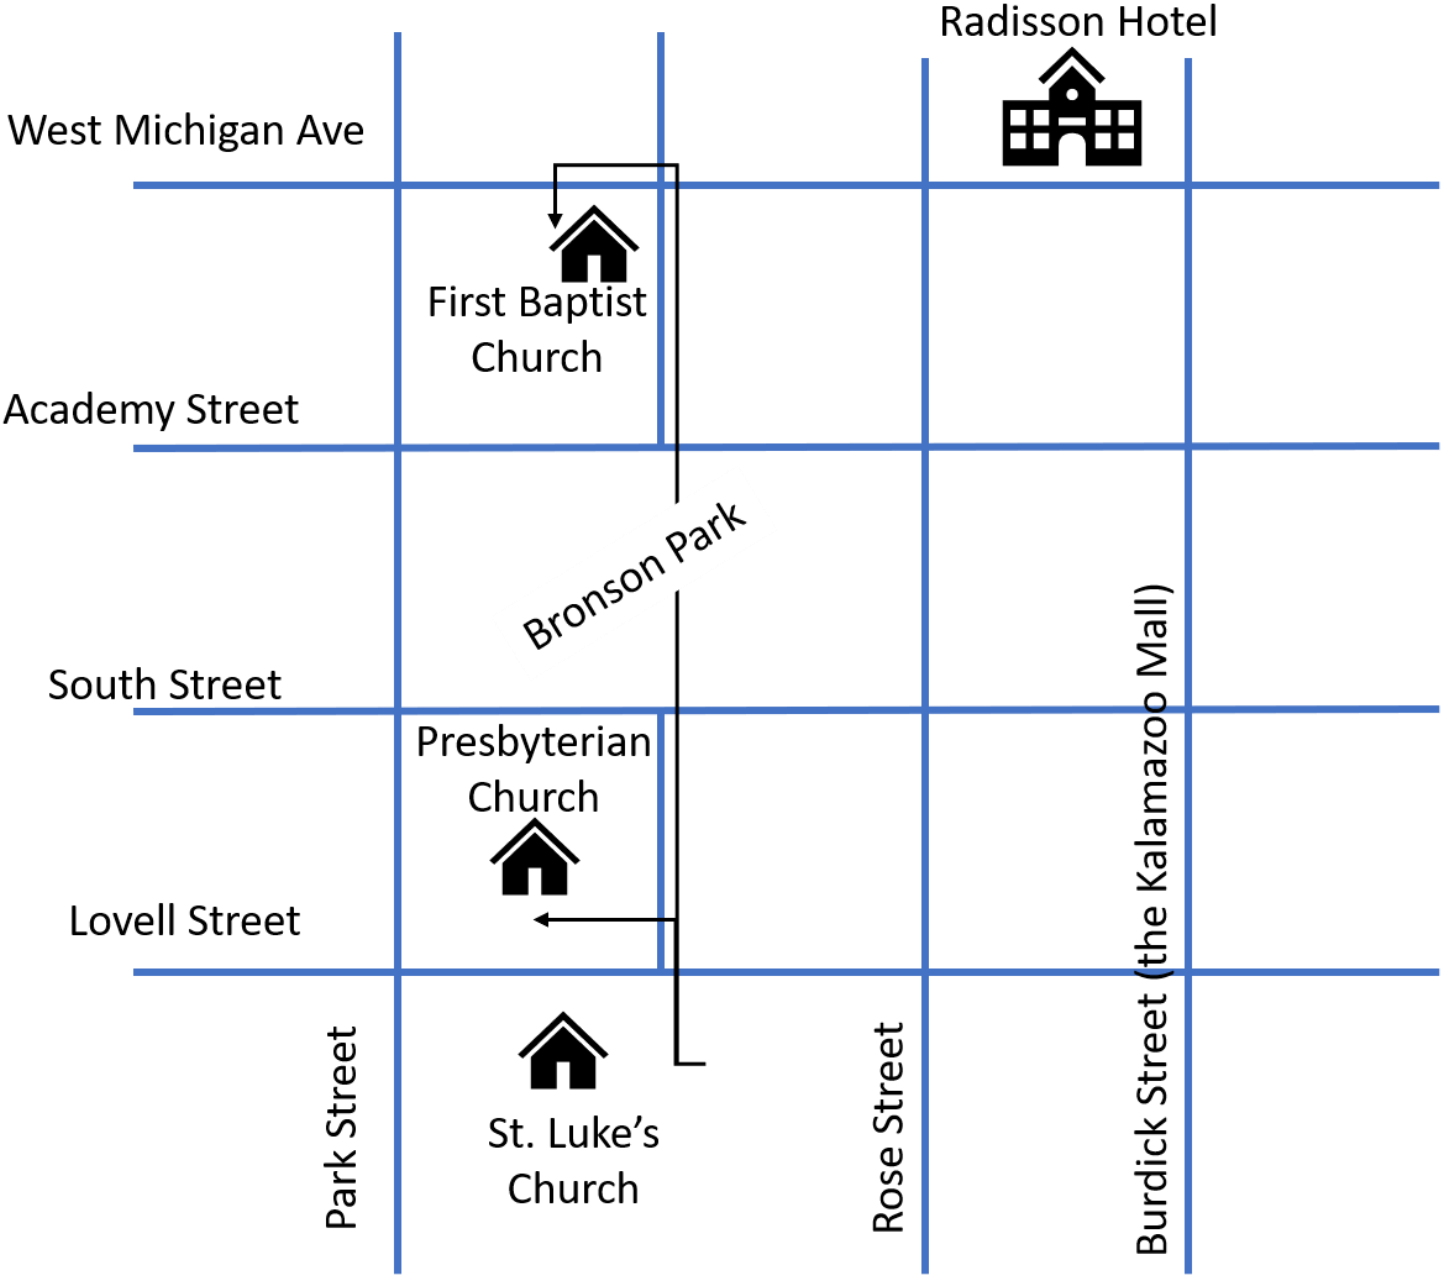 Radisson Hotel
West Michigan Ave
First Baptist
Church
Academy Street
Bronson Park
South Street
Presbyterian
Church
Lovell Street
St. Luke’s
Church
Park Street
Rose Street
Burdick Street (the Kalamazoo Mall)